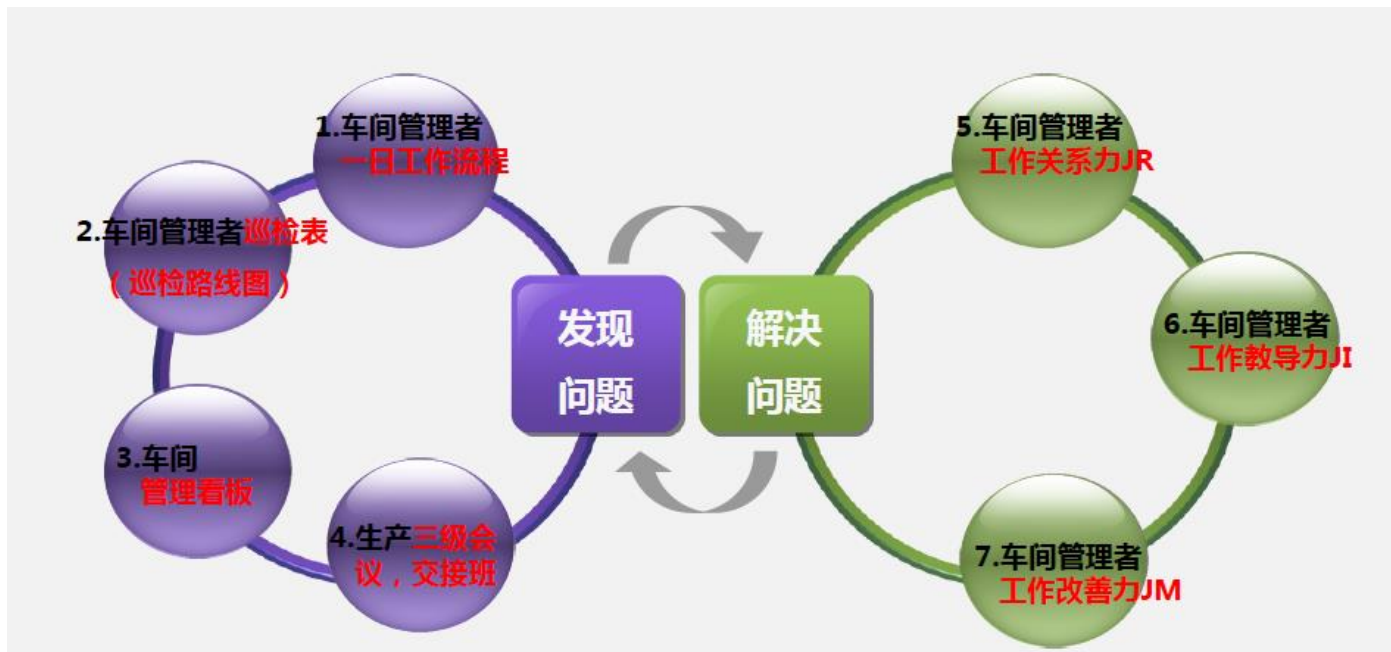 1.车间管理者
一日工作流程
2.车间管理者巡检表
（巡检路线图）
3.车间
管理看板
4.生产三级会
议，交接班
发现
问题
解决
问题
5.车间管理者
工作关系力JR
6.车间管理者
工作教导力JI
7.车间管理者
工作改善力JM